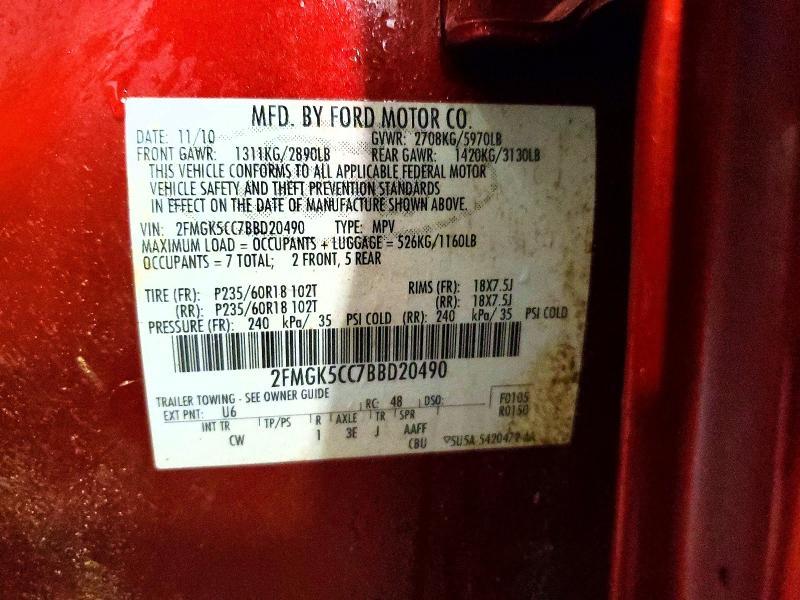 MFD. BY FORD MOTOR CO.
DATE: 11/10 GVWR: 2708KG/5970LB
FRONT GAWR: 1311KG/2890LB REAR GAWR: 1420KG/3130LB
THIS VEHICLE CONFORMS TO ALL APPLICABLE FEDERAL MOTOR
VEHICLE SAFETY AND THEFT PREVENTION STANDARDS
IN EFFECT ON THE DATE OF MANUFACTURE SHOWN ABOVE.
VIN: 2FMGK5CC7BBD20490 TYPE: MPV
MAXIMUM LOAD = OCCUPANTS + LUGGAGE = 526KG/1160LB
OCCUPANTS = 7 TOTAL; 2 FRONT, 5 REAR
TIRE (FR): P235/60R18 102T RIMS (FR): 18X7.5J
(RR): P235/60R18 102T (RR): 18X7.5J
PRESSURE (FR): 240 kPa/ 35 PSI COLD (RR): 240 kPa/ 35 PSI COLD
2FMGK5CC7BBD20490
TRAILER TOWING - SEE OWNER GUIDE
EXT PNT: U6 RC: 48 DSO: F0105
R0150
INT TR TP/PS R AXLE TR SPR
CW 1 3E J AAFF
CBU 5U5A 5420472 AA